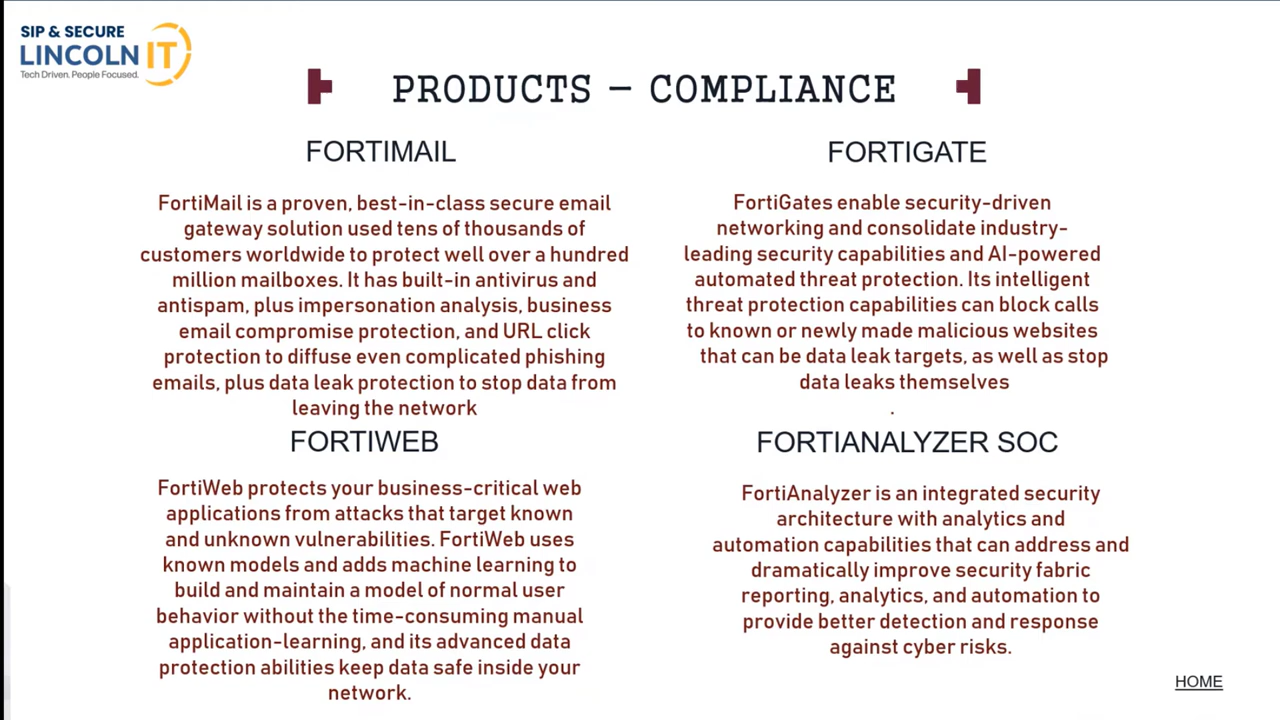 SIP & SECURE
LINCOLN IT
Tech Driven. People Focused.
PRODUCTS – COMPLIANCE
FORTIMAIL
FortiMail is a proven, best-in-class secure email
gateway solution used tens of thousands of
customers worldwide to protect well over a hundred
million mailboxes. It has built-in antivirus and
antispam, plus impersonation analysis, business
email compromise protection, and URL click
protection to diffuse even complicated phishing
emails, plus data leak protection to stop data from
leaving the network
FORTIGATE
FortiGates enable security-driven
networking and consolidate industry-
leading security capabilities and AI-powered
automated threat protection. Its intelligent
threat protection capabilities can block calls
to known or newly made malicious websites
that can be data leak targets, as well as stop
data leaks themselves
.
FORTIWEB
FortiWeb protects your business-critical web
applications from attacks that target known
and unknown vulnerabilities. FortiWeb uses
known models and adds machine learning to
build and maintain a model of normal user
behavior without the time-consuming manual
application-learning, and its advanced data
protection abilities keep data safe inside your
network.
FORTIANALYZER SOC
FortiAnalyzer is an integrated security
architecture with analytics and
automation capabilities that can address and
dramatically improve security fabric
reporting, analytics, and automation to
provide better detection and response
against cyber risks.
HOME